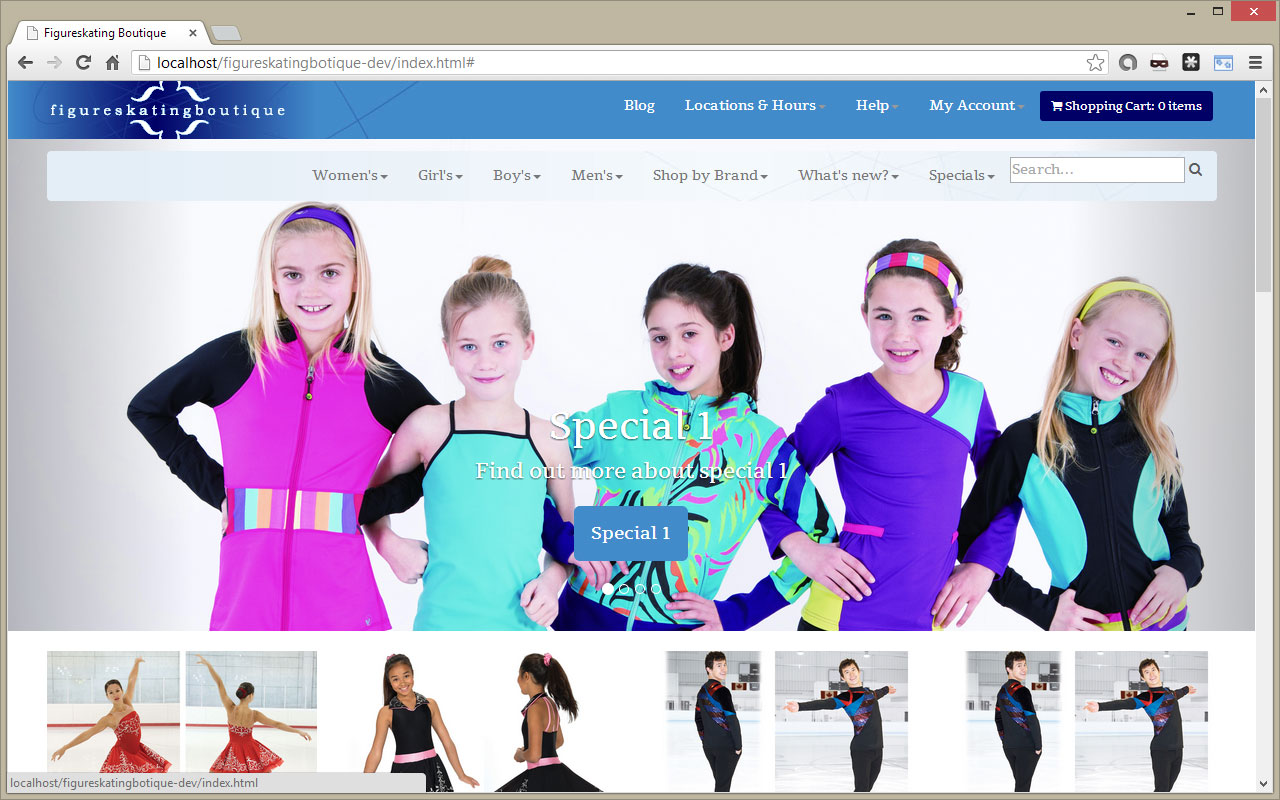 Figureskating Boutique
localhost/figureskatingbotique-dev/index.html#
figureskatingboutique
Blog Locations & Hours Help My Account Shopping Cart: 0 items
Women's Girl's Boy's Men's Shop by Brand What's new? Specials Search...
Special 1
Find out more about special 1
Special 1
localhost/figureskatingbotique-dev/index.html